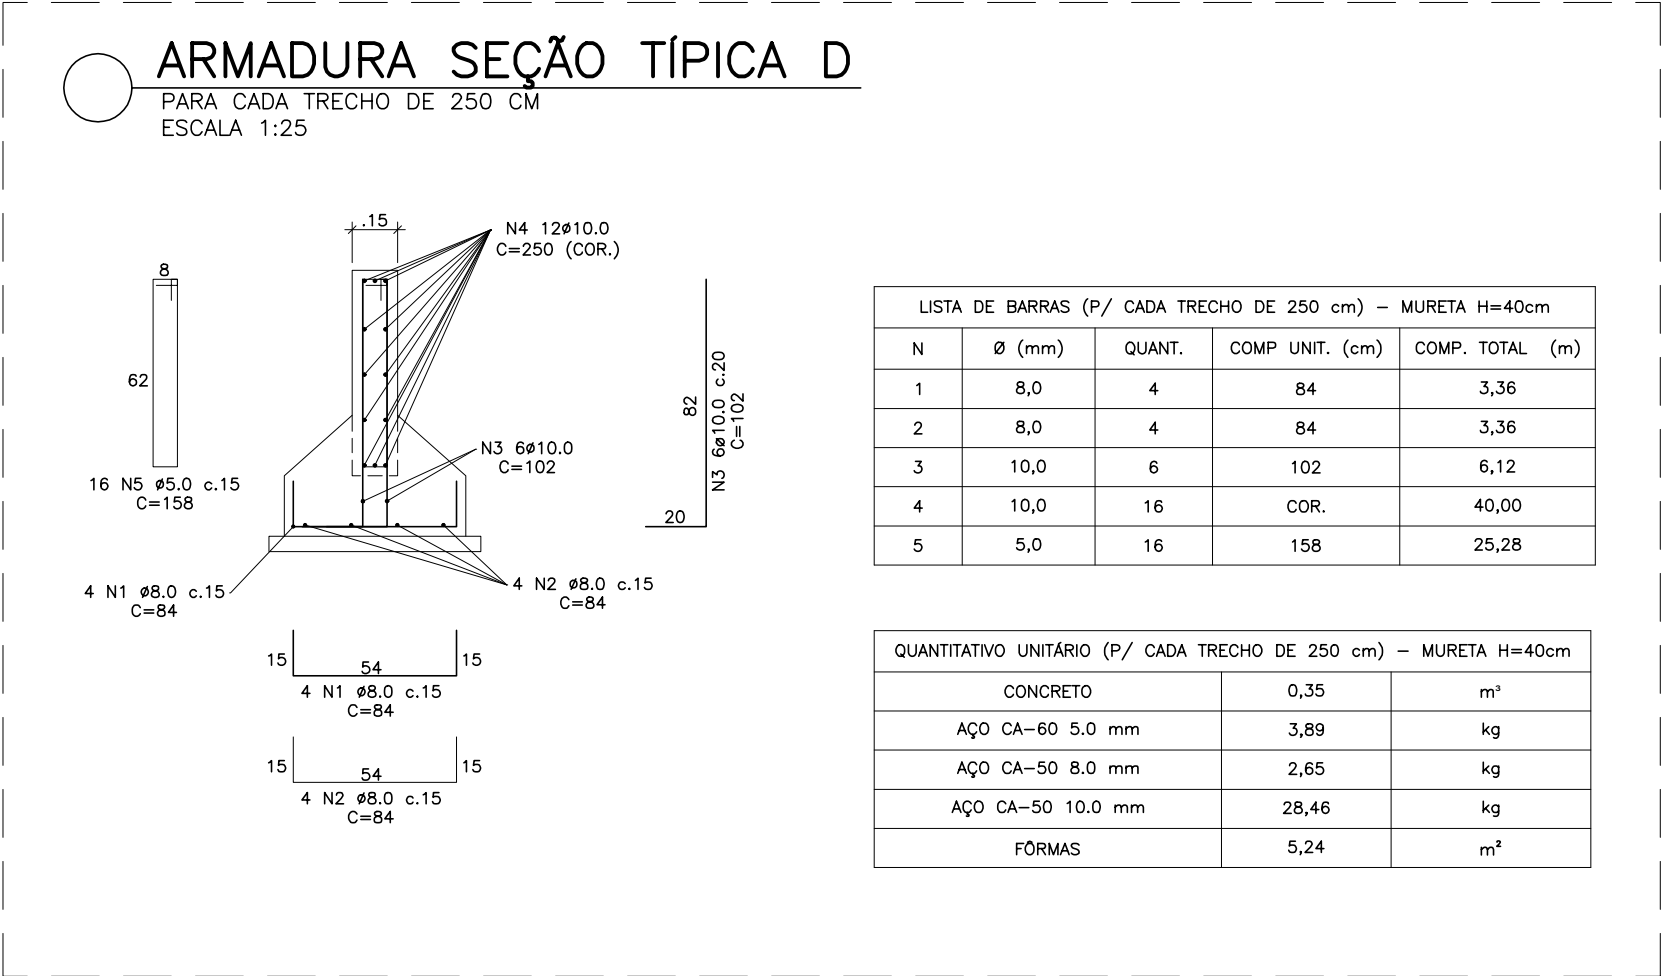 ARMADURA SEÇÃO TÍPICA D
PARA CADA TRECHO DE 250 CM
ESCALA 1:25
.15
N4 12ø10.0
C=250 (COR.)
8
62
16 N5 ø5.0 c.15
C=158
N3 6ø10.0
C=102
82
N3 6ø10.0 c.20
C=102
20
4 N1 ø8.0 c.15
C=84
4 N2 ø8.0 c.15
C=84
15
54
15
4 N1 ø8.0 c.15
C=84
15
54
15
4 N2 ø8.0 c.15
C=84
LISTA DE BARRAS (P/ CADA TRECHO DE 250 cm) – MURETA H=40cm
N Ø (mm) QUANT. COMP UNIT. (cm) COMP. TOTAL (m)
1 8,0 4 84 3,36
2 8,0 4 84 3,36
3 10,0 6 102 6,12
4 10,0 16 COR. 40,00
5 5,0 16 158 25,28
QUANTITATIVO UNITÁRIO (P/ CADA TRECHO DE 250 cm) – MURETA H=40cm
CONCRETO 0,35 m³
AÇO CA–60 5.0 mm 3,89 kg
AÇO CA–50 8.0 mm 2,65 kg
AÇO CA–50 10.0 mm 28,46 kg
FÔRMAS 5,24 m²